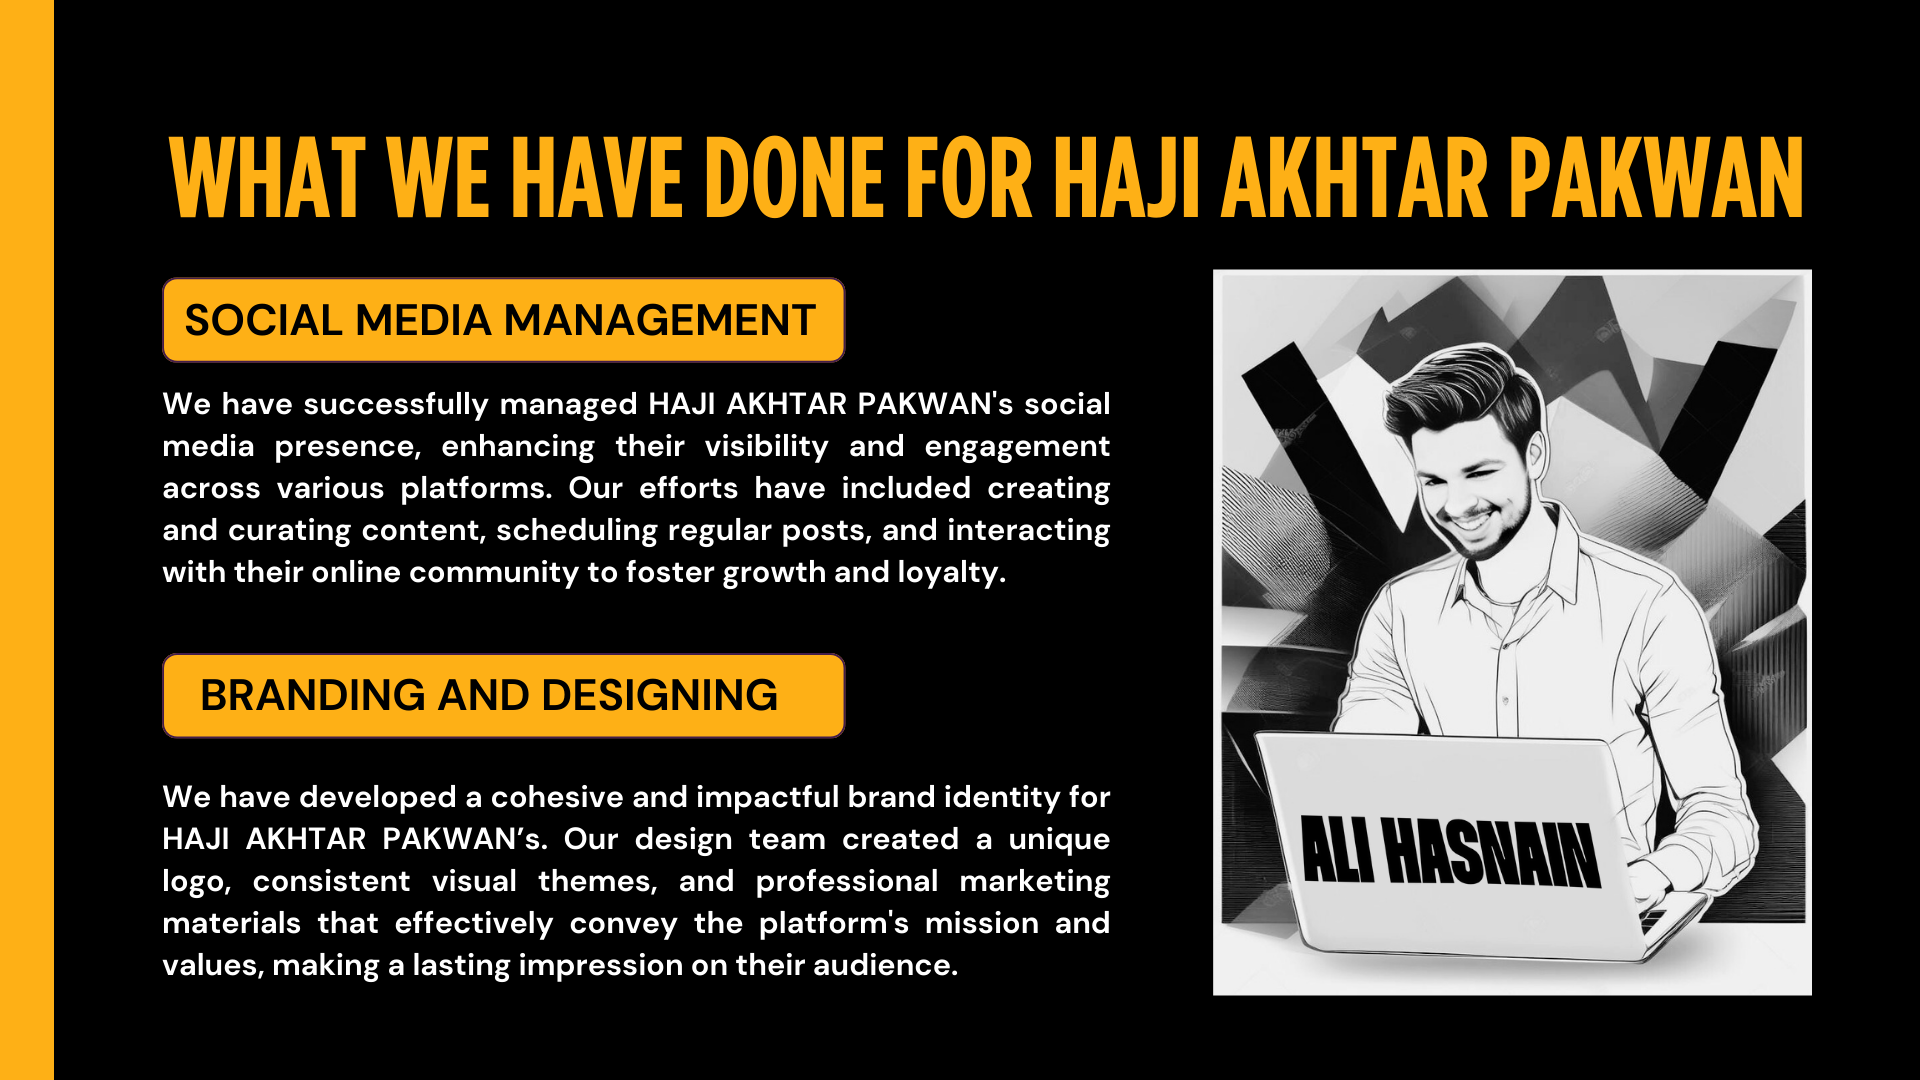 WHAT WE HAVE DONE FOR HAJI AKHTAR PAKWAN
SOCIAL MEDIA MANAGEMENT
We have successfully managed HAJI AKHTAR PAKWAN's social
media presence, enhancing their visibility and engagement
across various platforms. Our efforts have included creating
and curating content, scheduling regular posts, and interacting
with their online community to foster growth and loyalty.
BRANDING AND DESIGNING
We have developed a cohesive and impactful brand identity for
HAJI AKHTAR PAKWAN’s. Our design team created a unique
logo, consistent visual themes, and professional marketing
materials that effectively convey the platform's mission and
values, making a lasting impression on their audience.
ALI HASNAIN